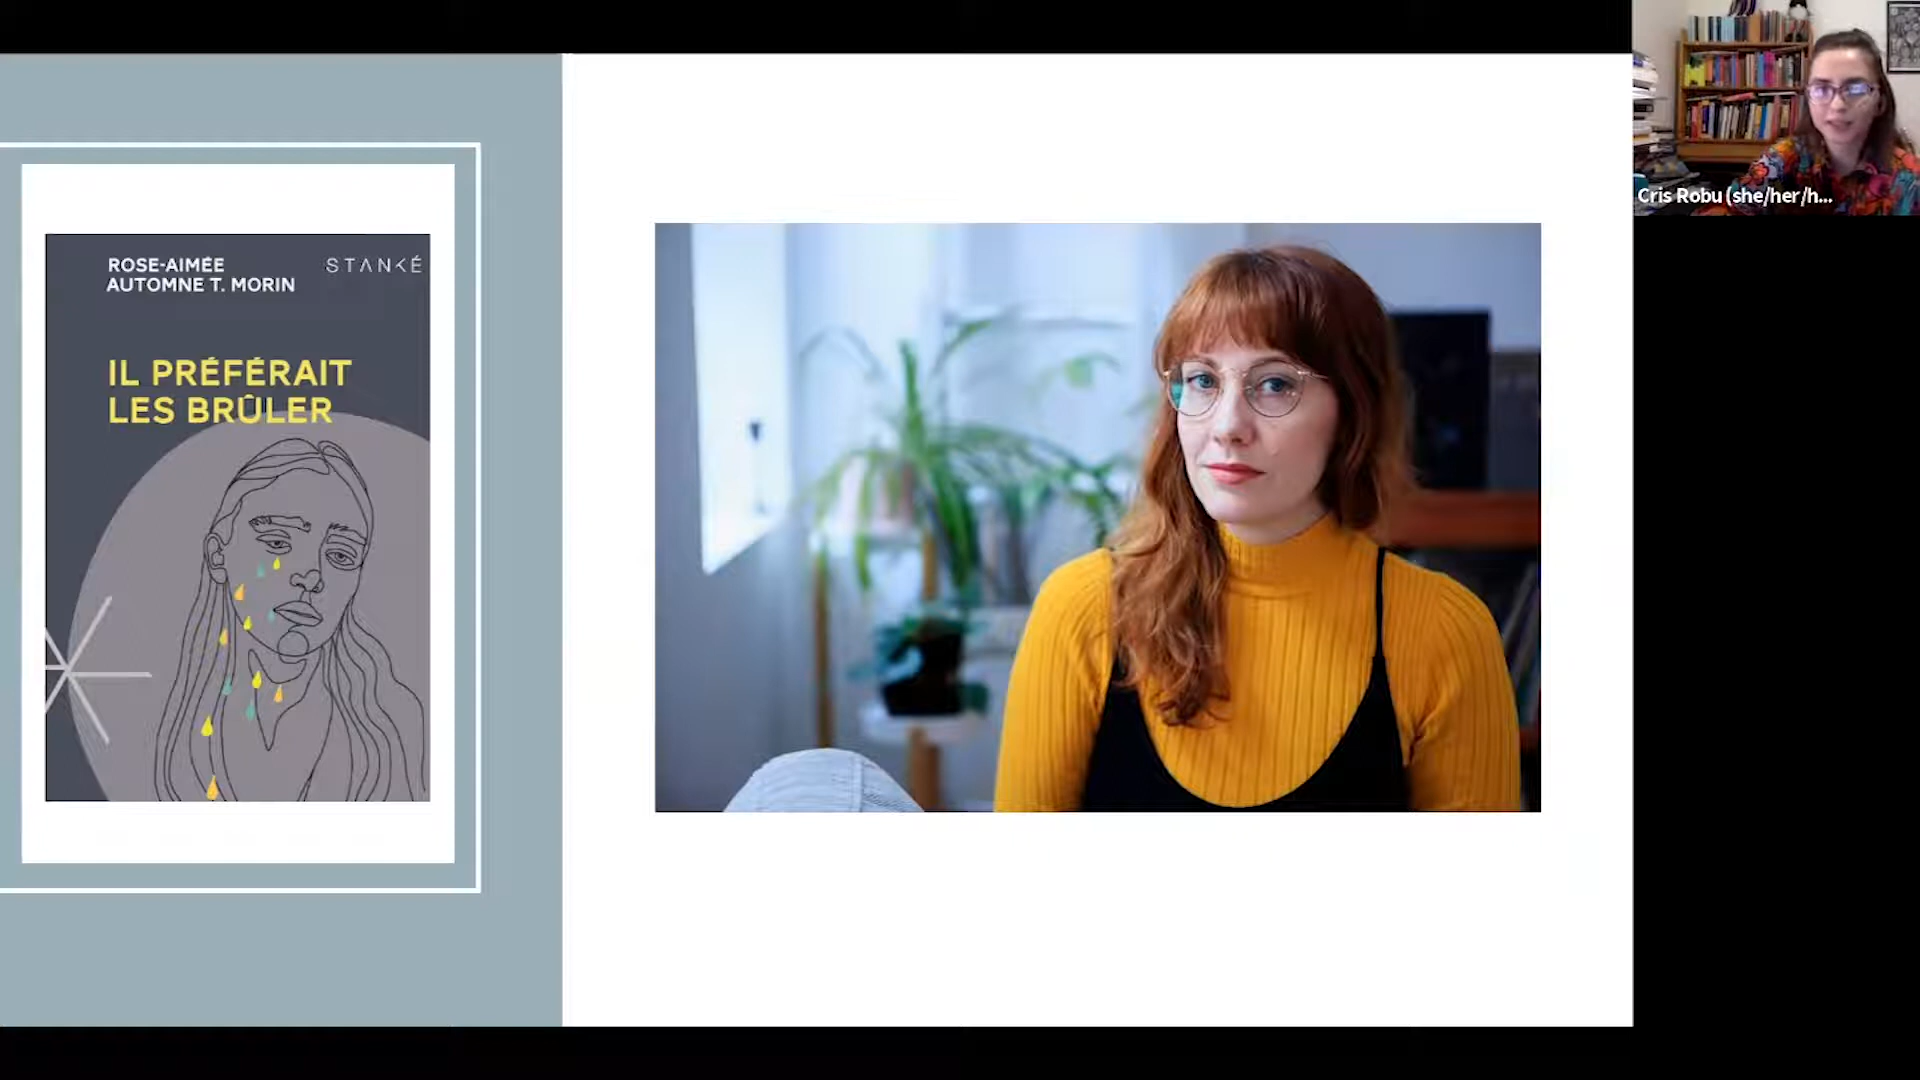 ROSE-AIMÉE
AUTOMNE T. MORIN
STANKÉ
IL PRÉFÉRAIT
LES BRÛLER
Cris Robu (she/her/h...